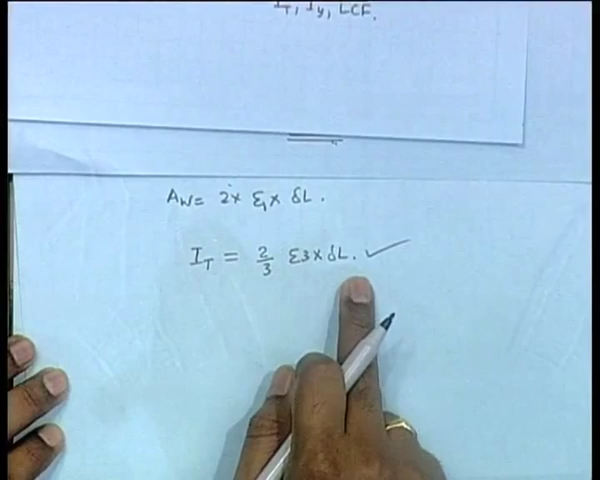 I_T, I_y, LCF.
A_W = 2 × Σ_1 × δL.
I_T = 2/3 Σ3 × δL. ✓